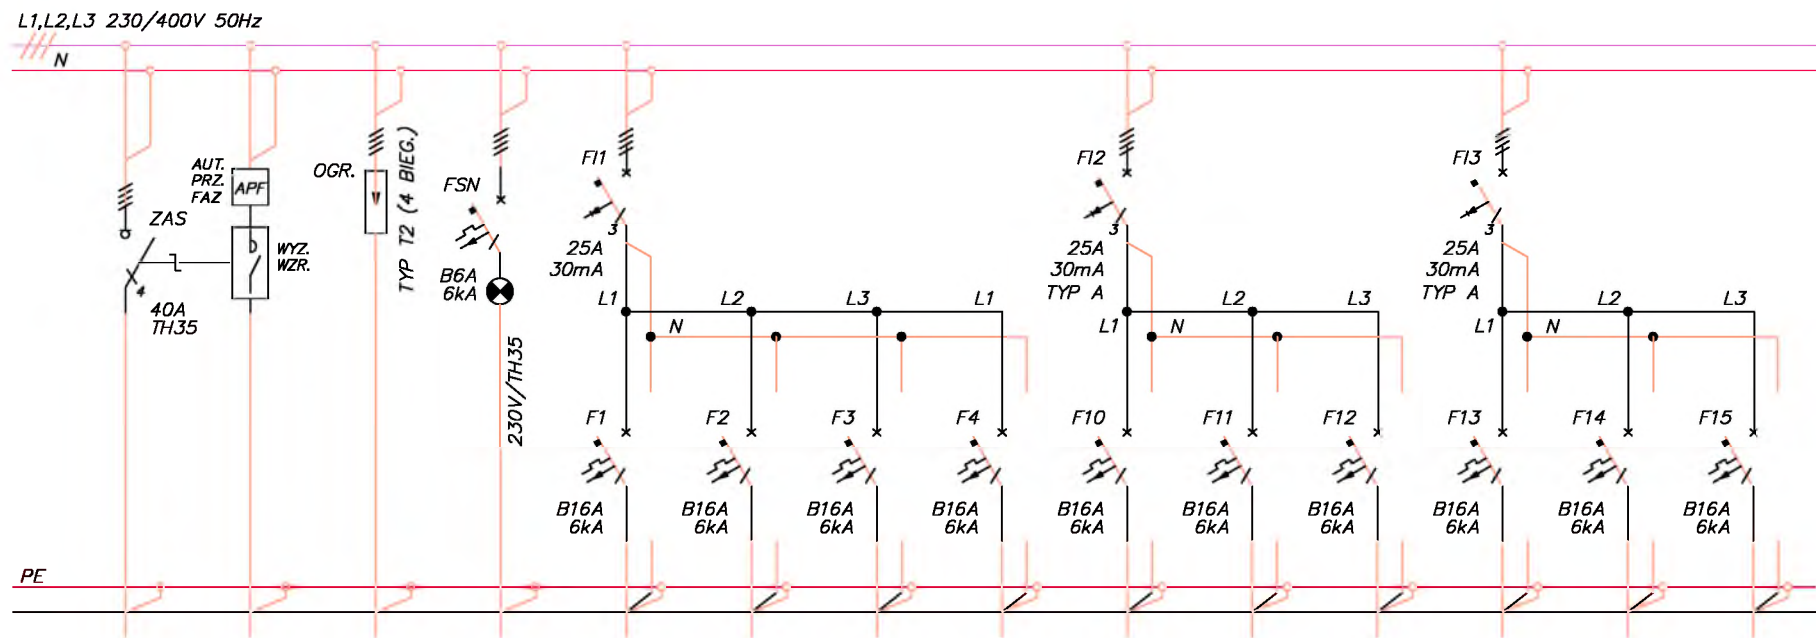 L1,L2,L3 230/400V 50Hz
N
AUT.
PRZ.
FAZ
APF
ZAS
WYZ.
WZR.
4
40A
TH35
OGR.
TYP T2 (4 BIEG.)
FSN
B6A
6kA
230V/TH35
FI1
3
25A
30mA
L1
L2
L3
L1
N
FI2
3
25A
30mA
TYP A
L1
L2
L3
N
FI3
3
25A
30mA
TYP A
L1
L2
L3
N
F1
F2
F3
F4
F10
F11
F12
F13
F14
F15
B16A
6kA
B16A
6kA
B16A
6kA
B16A
6kA
B16A
6kA
B16A
6kA
B16A
6kA
B16A
6kA
B16A
6kA
B16A
6kA
PE